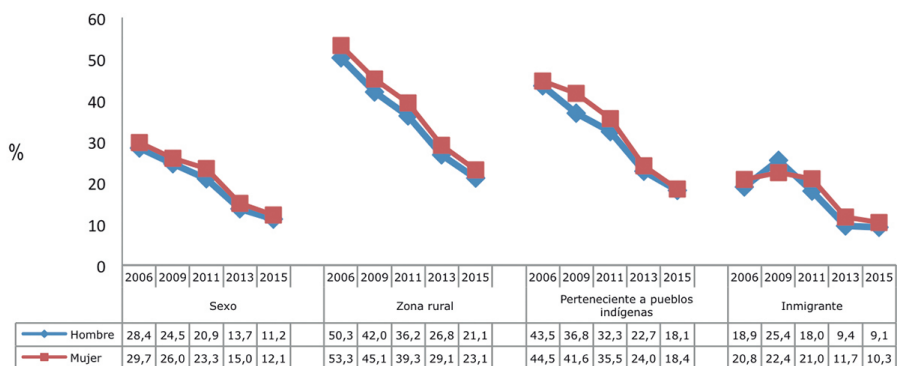 60
50
40
30
20
10
0
%
2006 2009 2011 2013 2015 2006 2009 2011 2013 2015 2006 2009 2011 2013 2015 2006 2009 2011 2013 2015
Sexo Zona rural Perteneciente a pueblos indígenas Inmigrante
Hombre 28,4 24,5 20,9 13,7 11,2 50,3 42,0 36,2 26,8 21,1 43,5 36,8 32,3 22,7 18,1 18,9 25,4 18,0 9,4 9,1
Mujer 29,7 26,0 23,3 15,0 12,1 53,3 45,1 39,3 29,1 23,1 44,5 41,6 35,5 24,0 18,4 20,8 22,4 21,0 11,7 10,3